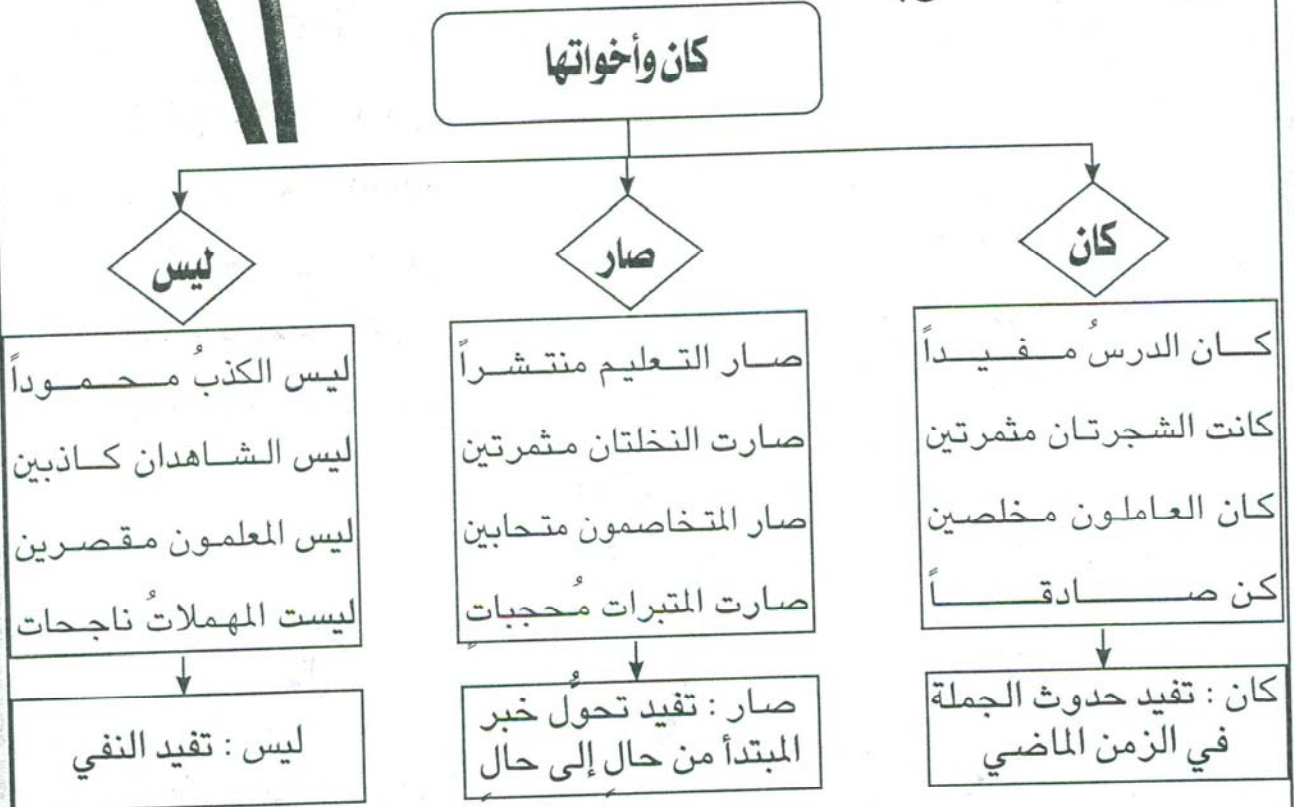 كان وأخواتها
كان
كان الدرسُ مفيداً
كانت الشجرتان مثمرتين
كان العاملون مخلصين
كن صادقاً
كان : تفيد حدوث الجملة
في الزمن الماضي
صار
صار التعليم منتشراً
صارت النخلتان مثمرتين
صار المتخاصمون متحابين
صارت المتبرات مُحجباتٍ
صار : تفيد تحوُّل خبر
المبتدأ من حالٍ إلى حالٍ
ليس
ليس الكذبُ محموداً
ليس الشاهدان كاذبين
ليس المعلمون مقصرين
ليست المهملاتُ ناجحات
ليس : تفيد النفي